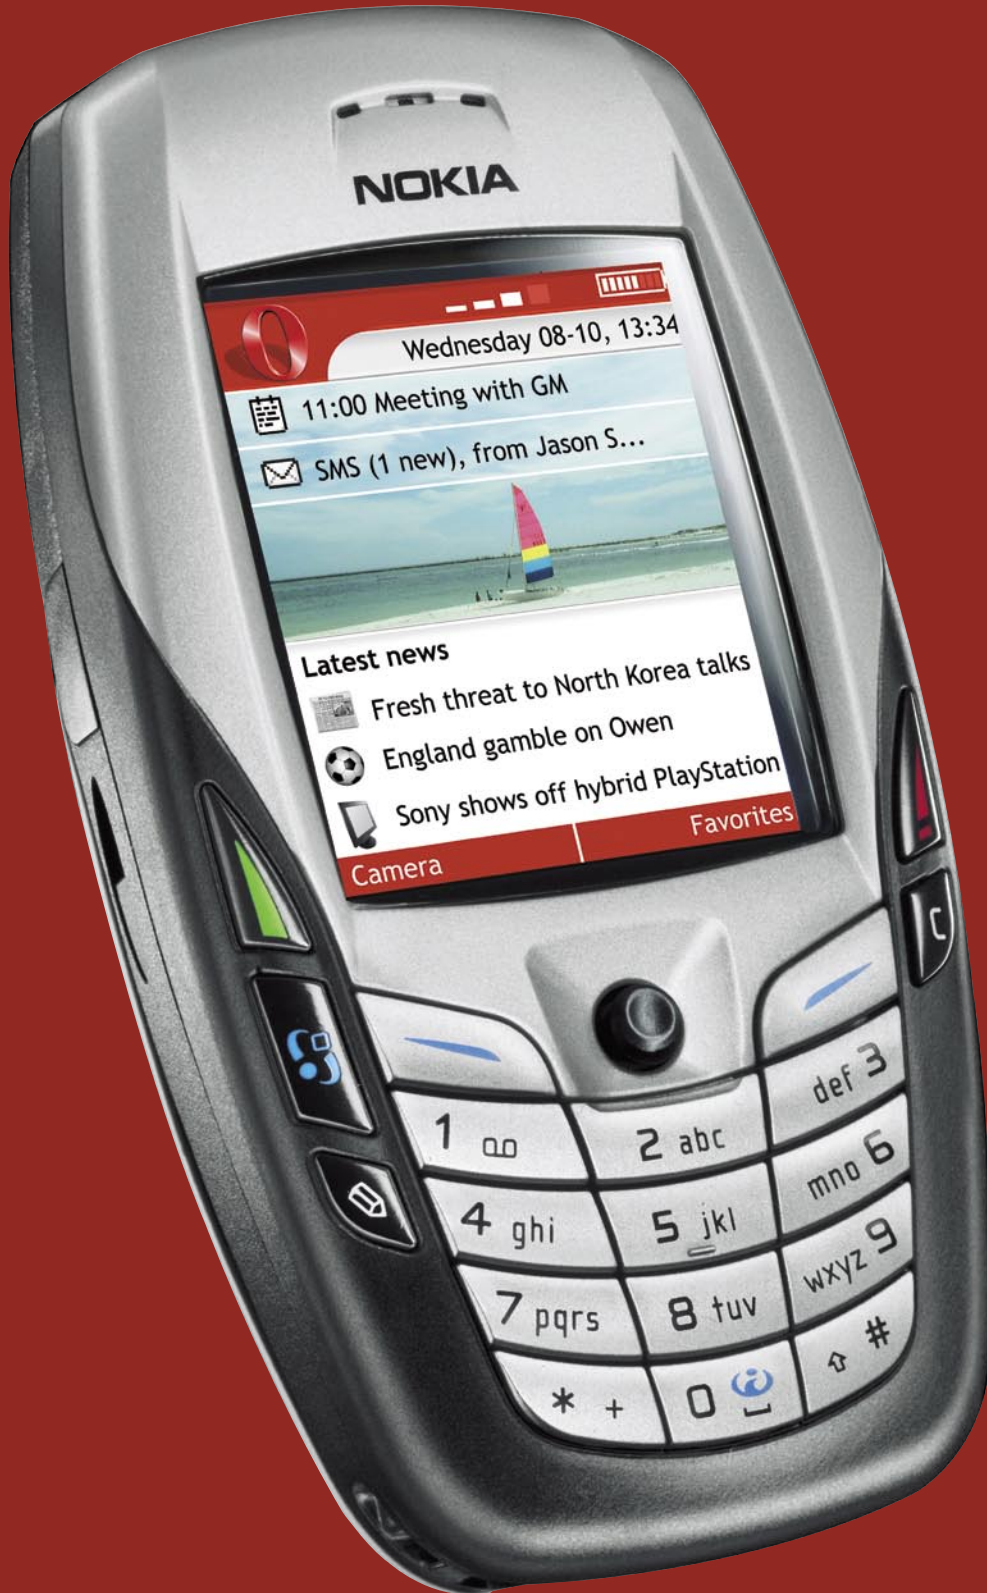 NOKIA
Wednesday 08-10, 13:34
11:00 Meeting with GM
SMS (1 new), from Jason S...
Latest news
Fresh threat to North Korea talks
England gamble on Owen
Sony shows off hybrid PlayStation
Camera Favorites
C
1
2 abc
def 3
4 ghi
5 jkl
mno 6
7 pqrs
8 tuv
wxyz 9
* +
0
#